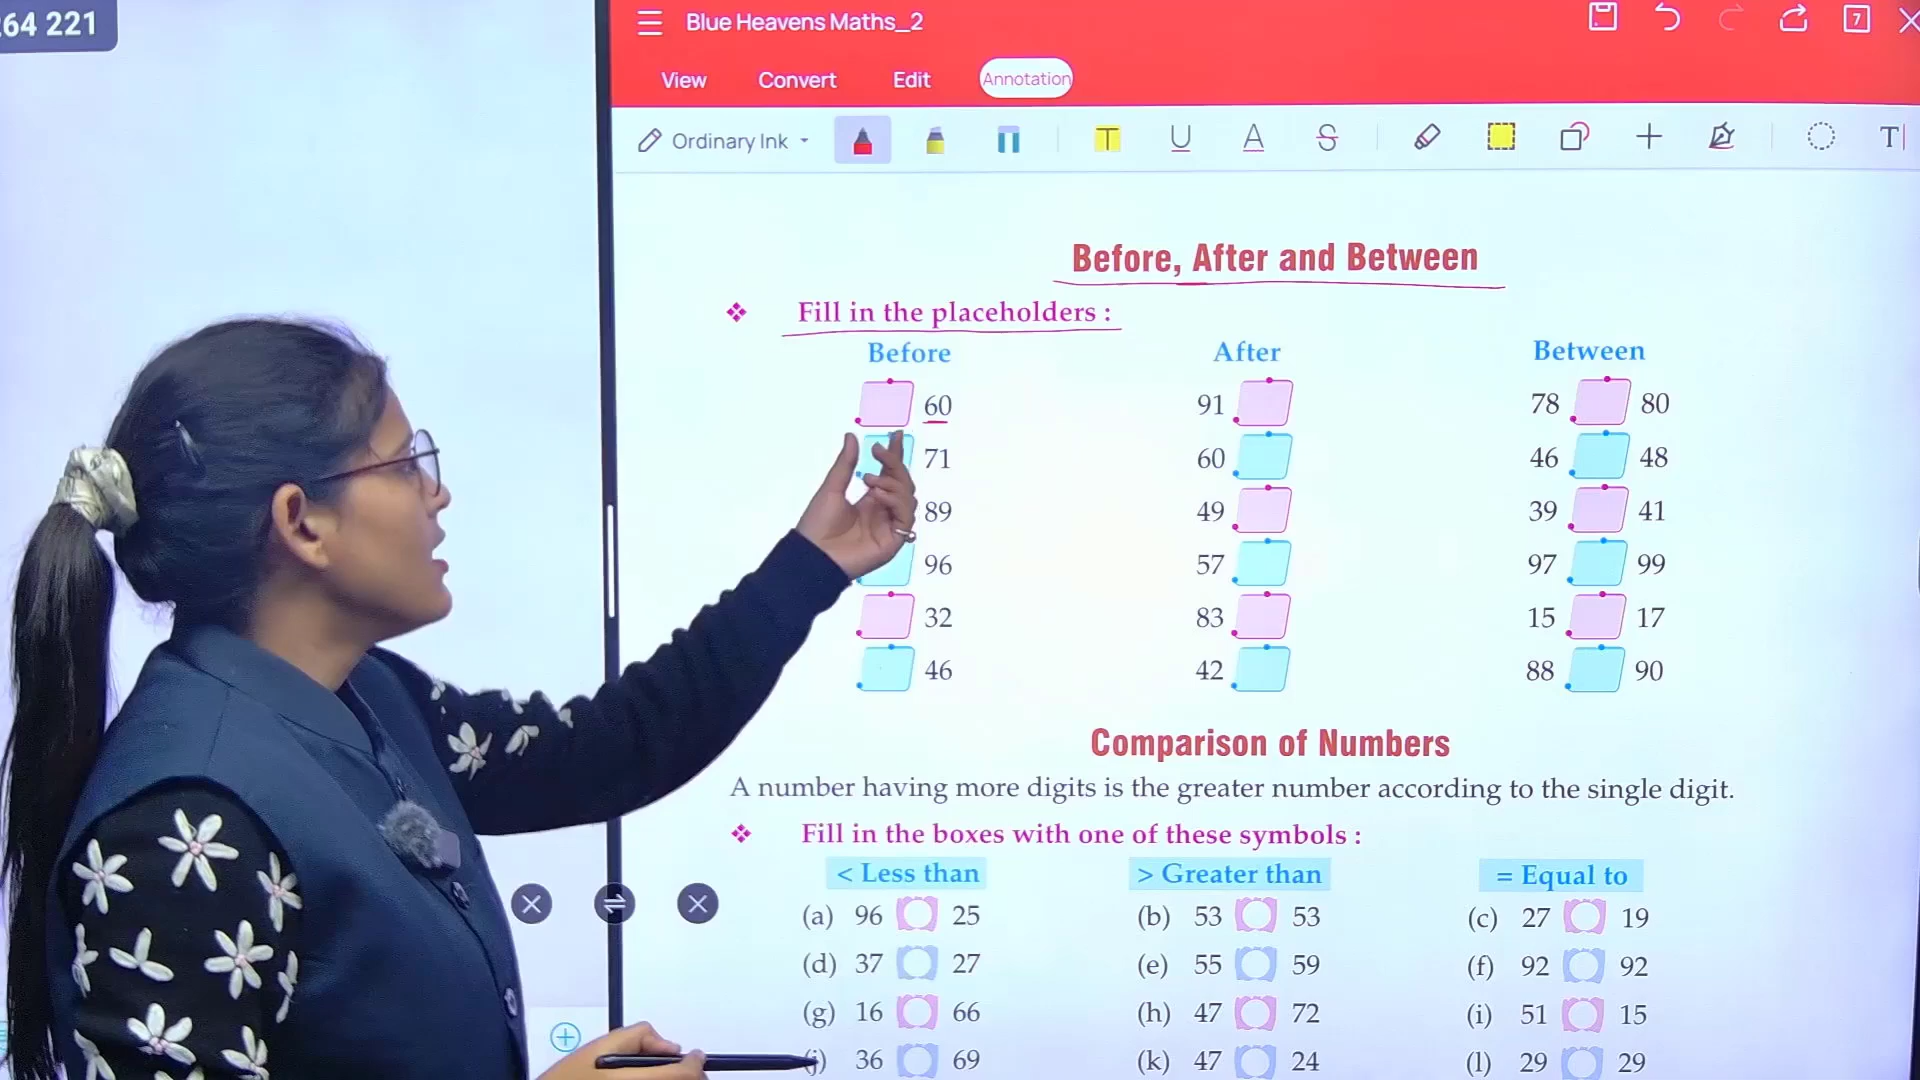 64 221
Blue Heavens Maths_2
7
View Convert Edit Annotation
Ordinary Ink T U A S T
Before, After and Between
❖ Fill in the placeholders :
Before After Between
60 91 78 80
71 60 46 48
89 49 39 41
96 57 97 99
32 83 15 17
46 42 88 90
Comparison of Numbers
A number having more digits is the greater number according to the single digit.
❖ Fill in the boxes with one of these symbols :
< Less than > Greater than = Equal to
(a) 96 25 (b) 53 53 (c) 27 19
(d) 37 27 (e) 55 59 (f) 92 92
(g) 16 66 (h) 47 72 (i) 51 15
(j) 36 69 (k) 47 24 (l) 29 29